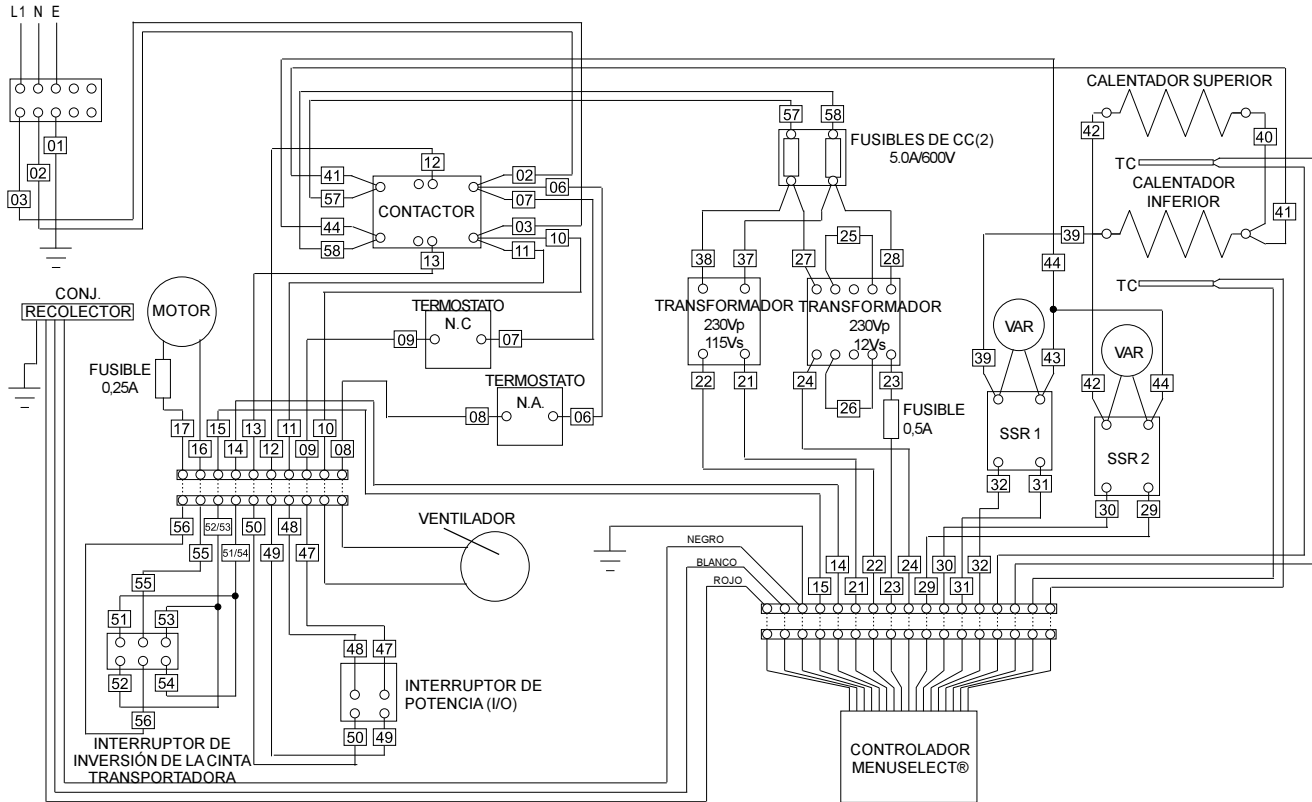 L1 N E
01
02
03
12
41
57
44
58
CONTACTOR
13
02
06
07
03
10
11
57
58
FUSIBLES DE CC(2)
5.0A/600V
CALENTADOR SUPERIOR
42
40
TC
CALENTADOR
INFERIOR
41
39
44
TC
38
37
27
25
28
TRANSFORMADOR
230Vp
115Vs
TRANSFORMADOR
230Vp
12Vs
22
21
24
26
23
FUSIBLE
0,5A
VAR
VAR
39
43
42
44
SSR 1
SSR 2
32
31
30
29
CONJ.
RECOLECTOR
MOTOR
FUSIBLE
0,25A
TERMOSTATO
N.C
09
07
TERMOSTATO
N.A.
08
06
17
16
15
14
13
12
11
09
10
08
56
55
52/53
51/54
50
49
48
47
VENTILADOR
NEGRO
BLANCO
ROJO
15
14
21
22
23
24
29
30
31
32
55
51
53
52
54
56
INTERRUPTOR DE
INVERSIÓN DE LA CINTA
TRANSPORTADORA
48
47
50
49
INTERRUPTOR DE
POTENCIA (I/O)
CONTROLADOR
MENUSELECT®